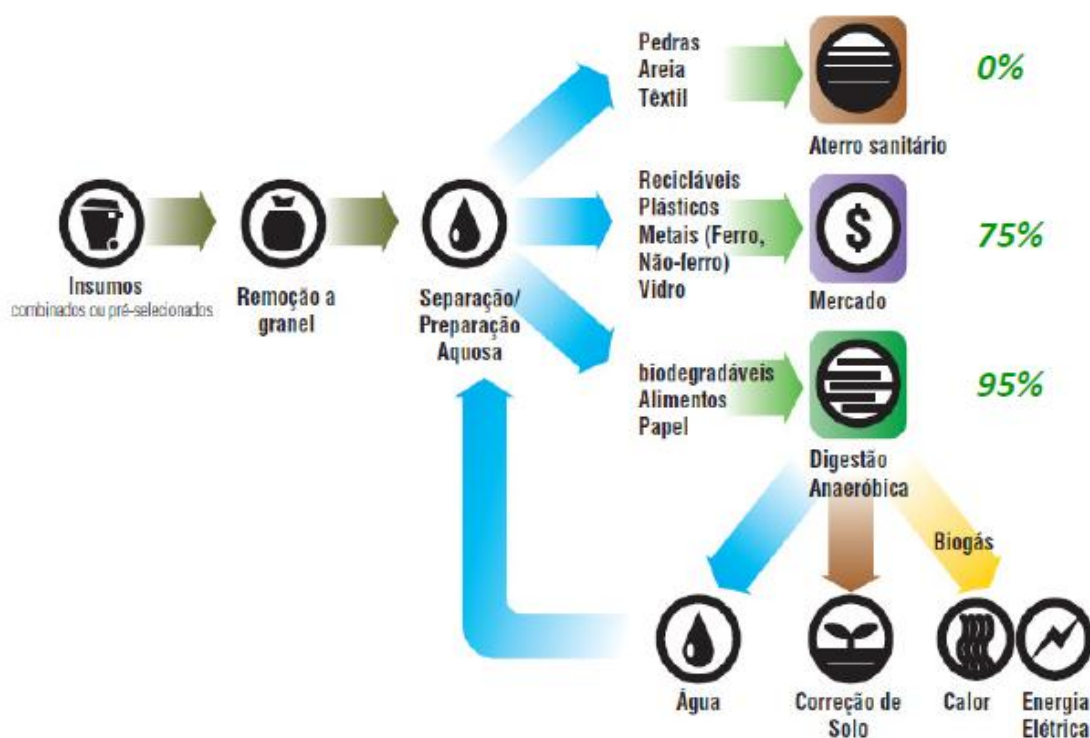 Pedras
Areia
Têxtil
0%
Aterro sanitário
Recicláveis
Plásticos
Metais (Ferro,
Não-ferro)
Vidro
$
75%
Mercado
Insumos
combinados ou pré-selecionados
Remoção a
granel
Separação/
Preparação
Aquosa
biodegradáveis
Alimentos
Papel
95%
Digestão
Anaeróbica
Biogás
Água
Correção de
Solo
Calor
Energia
Elétrica